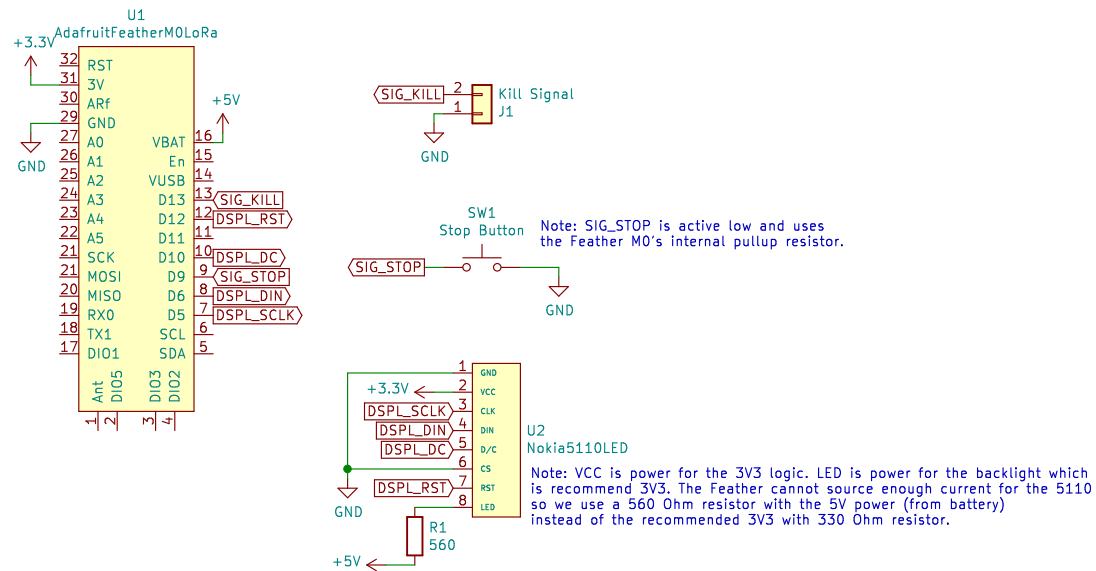 U1
AdafruitFeatherM0LoRa
+3.3V
32 RST
31 3V
30 ARf
29 GND
27 A0
26 A1
25 A2
24 A3
23 A4
22 A5
21 SCK
21 MOSI
20 MISO
19 RX0
18 TX1
17 DIO1
GND
+5V
VBAT 16
En 15
VUSB 14
D13 13 SIG_KILL
D12 12 DSPL_RST
D11 11
D10 10 DSPL_DC
D9 9 SIG_STOP
D6 8 DSPL_DIN
D5 7 DSPL_SCLK
SCL 6
SDA 5
Ant DIO5 DIO3 DIO2
1 2 3 4
SIG_KILL 2 Kill Signal
1 J1
GND
SW1
Stop Button
SIG_STOP
GND
Note: SIG_STOP is active low and uses
the Feather M0's internal pullup resistor.
1 GND
+3.3V 2 VCC
DSPL_SCLK 3 CLK
DSPL_DIN 4 DIN
DSPL_DC 5 D/C
6 CS
DSPL_RST 7 RST
8 LED
GND
U2
Nokia5110LED
R1
560
+5V
Note: VCC is power for the 3V3 logic. LED is power for the backlight which
is recommend 3V3. The Feather cannot source enough current for the 5110
so we use a 560 Ohm resistor with the 5V power (from battery)
instead of the recommended 3V3 with 330 Ohm resistor.